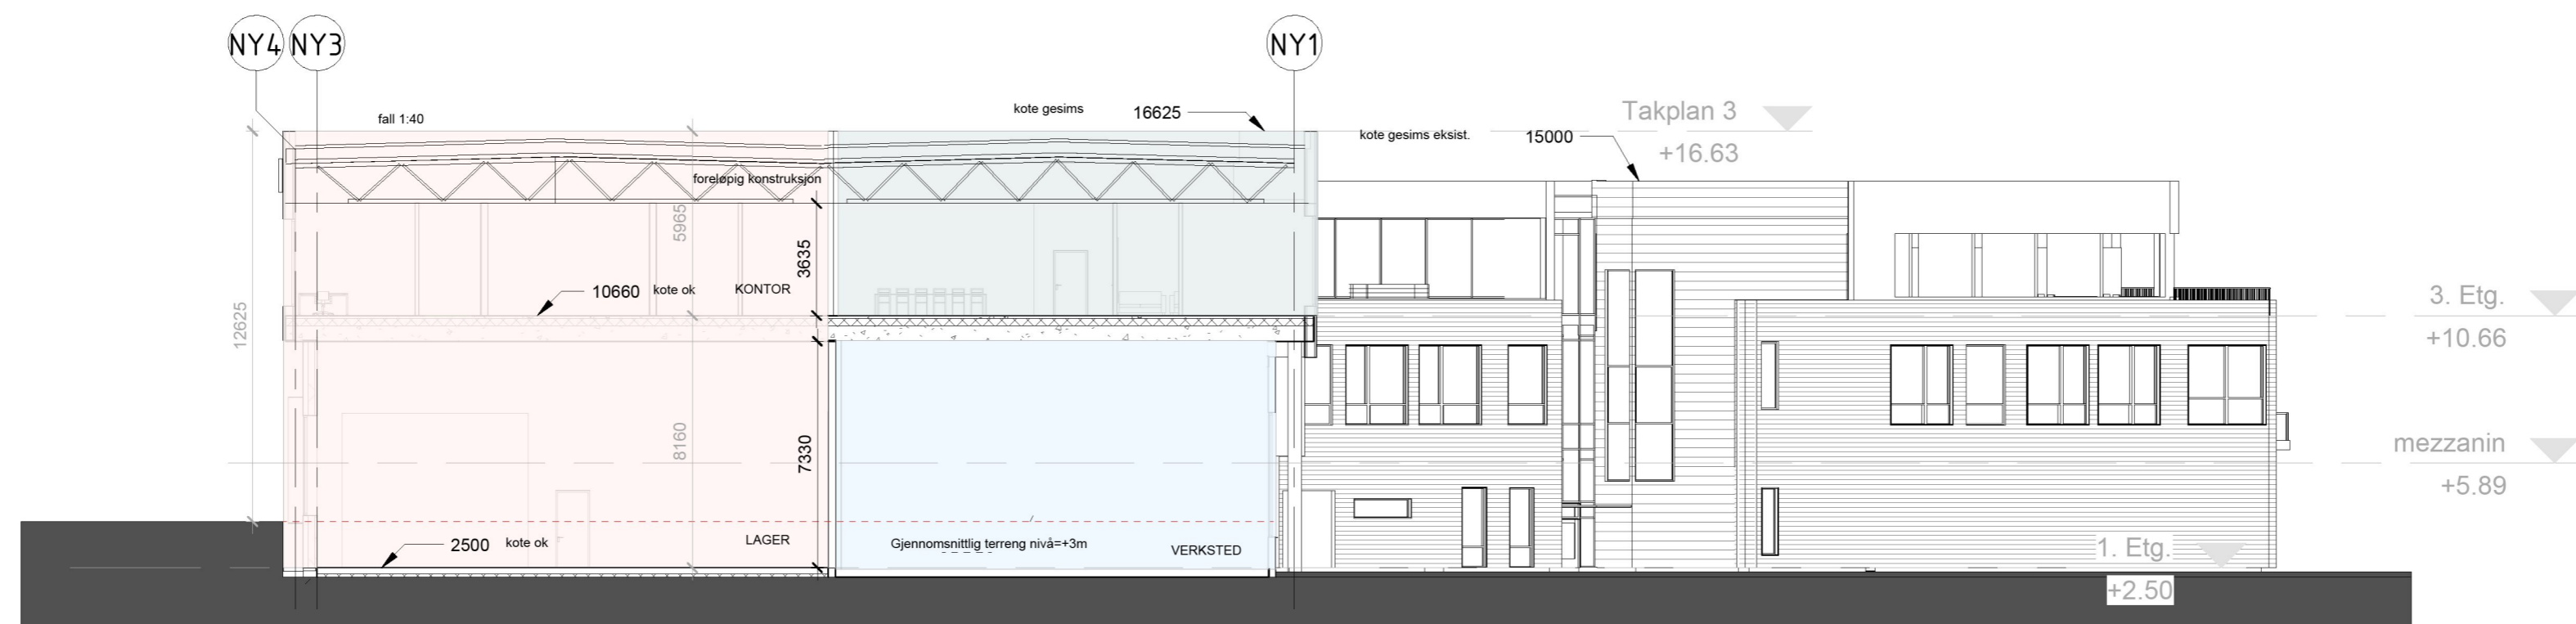 NY4
NY3
NY1
fall 1:40
kote gesims
16625
kote gesims eksist.
15000
Takplan 3
+16.63
foreløpig konstruksjon
5965
3635
10660
kote ok
KONTOR
3. Etg.
+10.66
12625
8160
7330
mezzanin
+5.89
2500
kote ok
LAGER
Gjennomsnittlig terreng nivå=+3m
VERKSTED
1. Etg.
+2.50